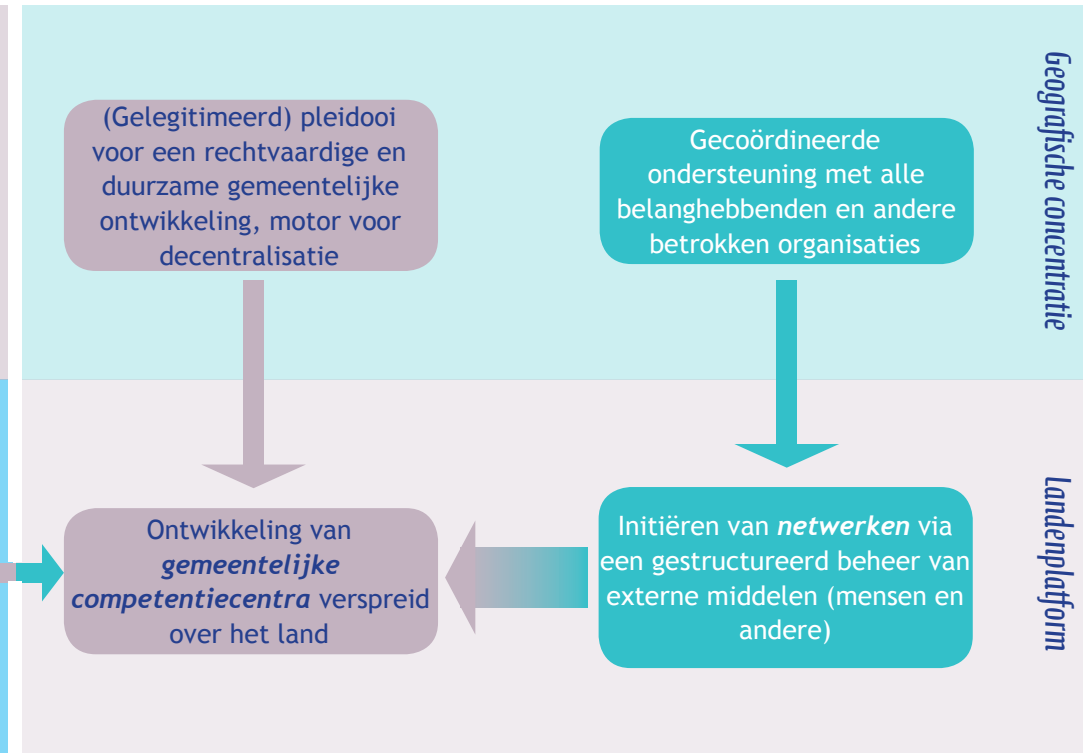 (Gelegitimeerd) pleidooi
voor een rechtvaardige en
duurzame gemeentelijke
ontwikkeling, motor voor
decentralisatie
Gecoördineerde
ondersteuning met alle
belanghebbenden en andere
betrokken organisaties
Geografische concentratie
Ontwikkeling van
gemeentelijke
competentiecentra verspreid
over het land
Initiëren van netwerken via
een gestructureerd beheer van
externe middelen (mensen en
andere)
Landenplatform